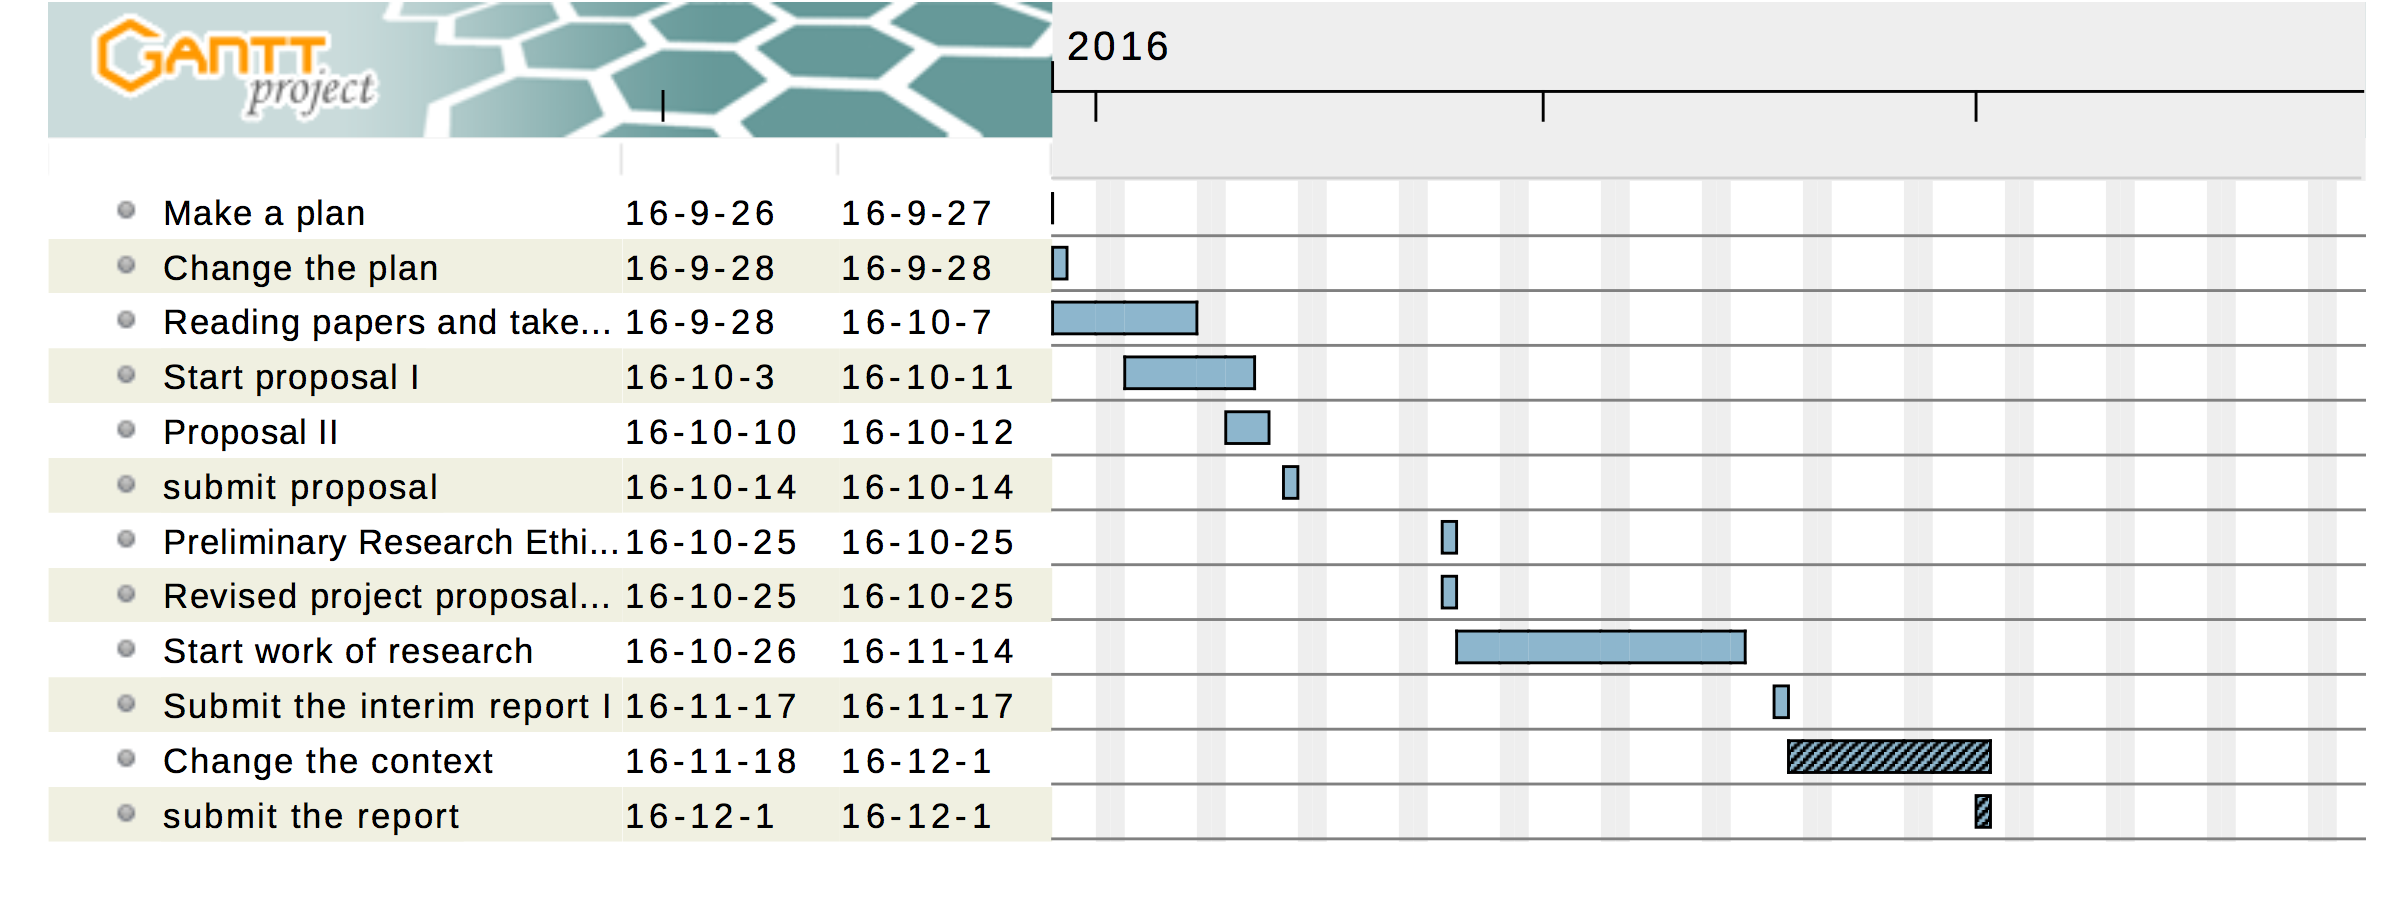 GANTT
project
2016
Make a plan 16-9-26 16-9-27
Change the plan 16-9-28 16-9-28
Reading papers and take... 16-9-28 16-10-7
Start proposal I 16-10-3 16-10-11
Proposal II 16-10-10 16-10-12
submit proposal 16-10-14 16-10-14
Preliminary Research Ethi... 16-10-25 16-10-25
Revised project proposal... 16-10-25 16-10-25
Start work of research 16-10-26 16-11-14
Submit the interim report I 16-11-17 16-11-17
Change the context 16-11-18 16-12-1
submit the report 16-12-1 16-12-1